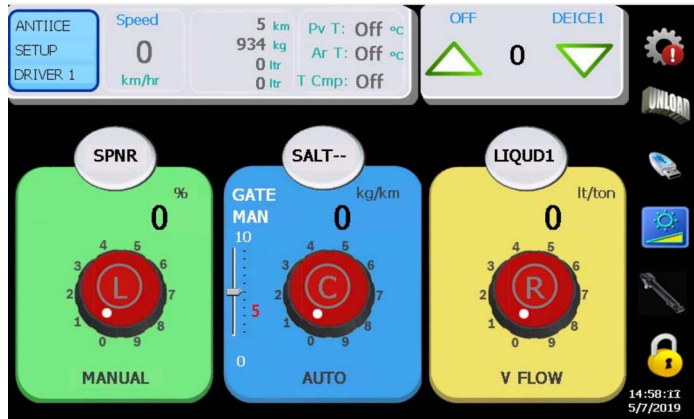 ANTIICE
SETUP
DRIVER 1
Speed
0
km/hr
5 km
934 kg
0 ltr
0 ltr
Pv T: Off ºC
Ar T: Off ºC
T Cmp: Off
OFF
0
DEICE1
UNLOAD
SPNR
%
0
L
0 1 2 3 4 5 6 7 8 9
MANUAL
SALT--
GATE
MAN
kg/km
0
10
5
0
C
0 1 2 3 4 5 6 7 8 9
AUTO
LIQUD1
lt/ton
0
R
0 1 2 3 4 5 6 7 8 9
V FLOW
14:58:11
5/7/2019